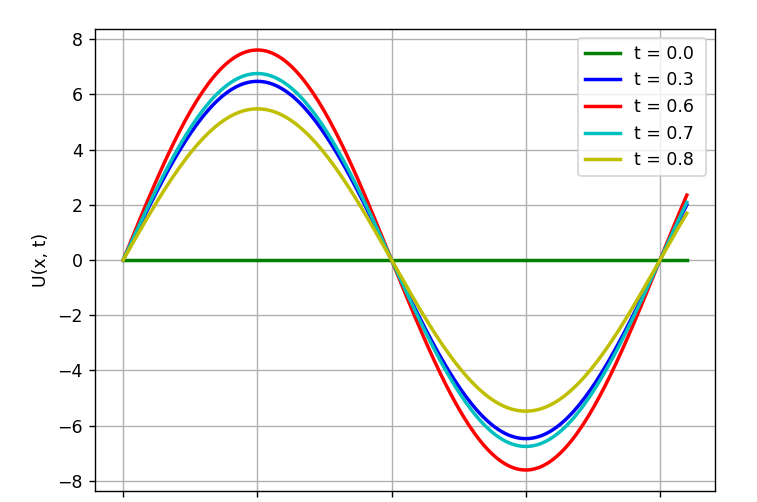 8
6
4
2
0
−2
−4
−6
−8
U(x, t)
t = 0.0
t = 0.3
t = 0.6
t = 0.7
t = 0.8